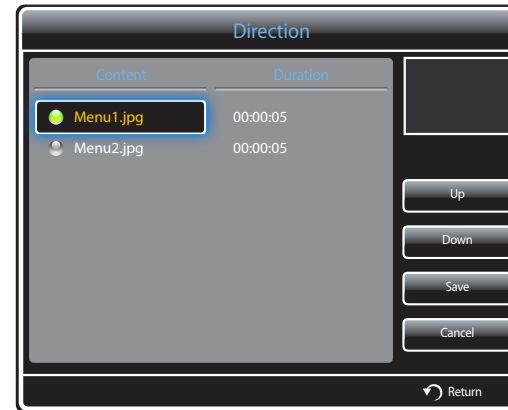 Direction
Content Duration
Menu1.jpg 00:00:05
Menu2.jpg 00:00:05
Up
Down
Save
Cancel
Return